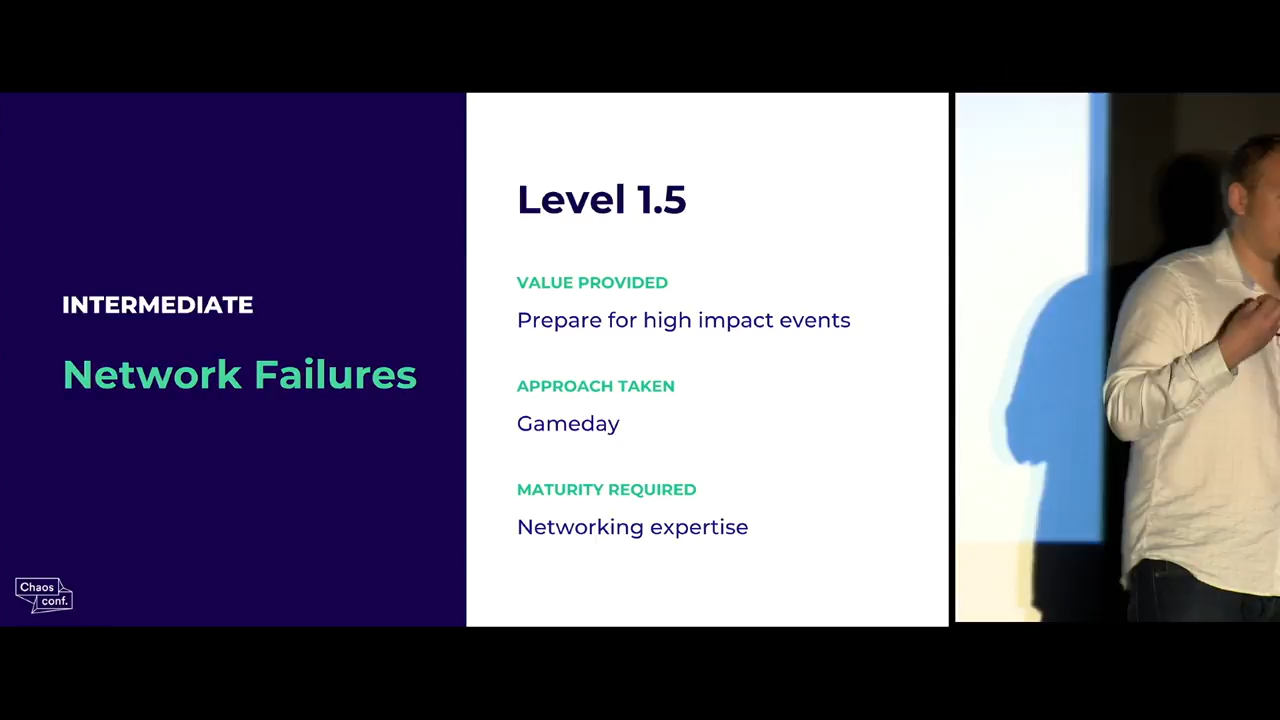 INTERMEDIATE
Network Failures
Level 1.5
VALUE PROVIDED
Prepare for high impact events
APPROACH TAKEN
Gameday
MATURITY REQUIRED
Networking expertise
Chaos
conf.